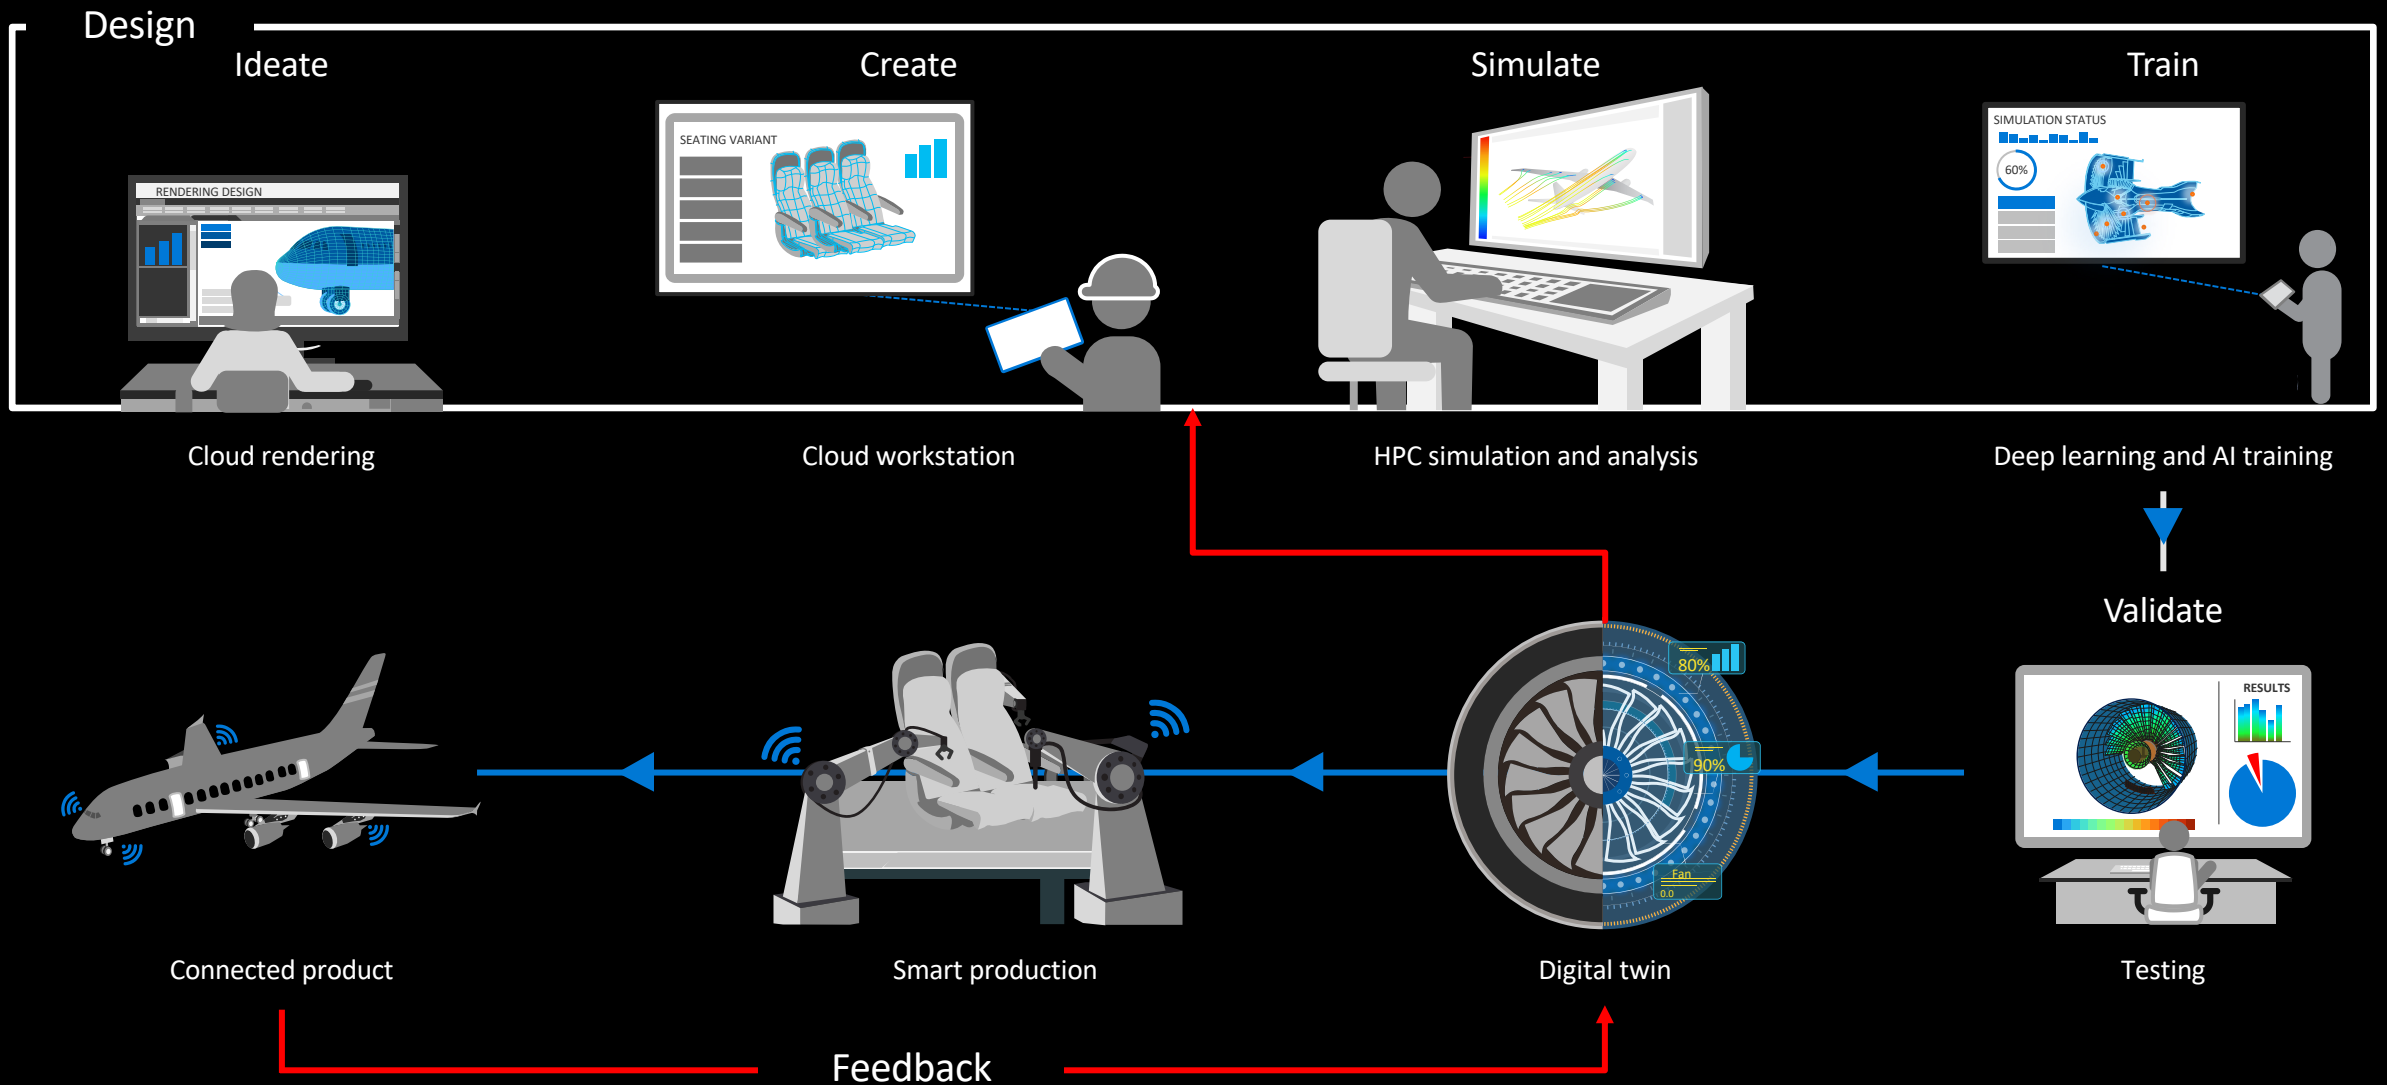 Design
Ideate
Create
Simulate
Train
RENDERING DESIGN
SEATING VARIANT
SIMULATION STATUS
60%
Cloud rendering
Cloud workstation
HPC simulation and analysis
Deep learning and AI training
Validate
80%
90%
Fan
0.0
RESULTS
Connected product
Smart production
Digital twin
Testing
Feedback